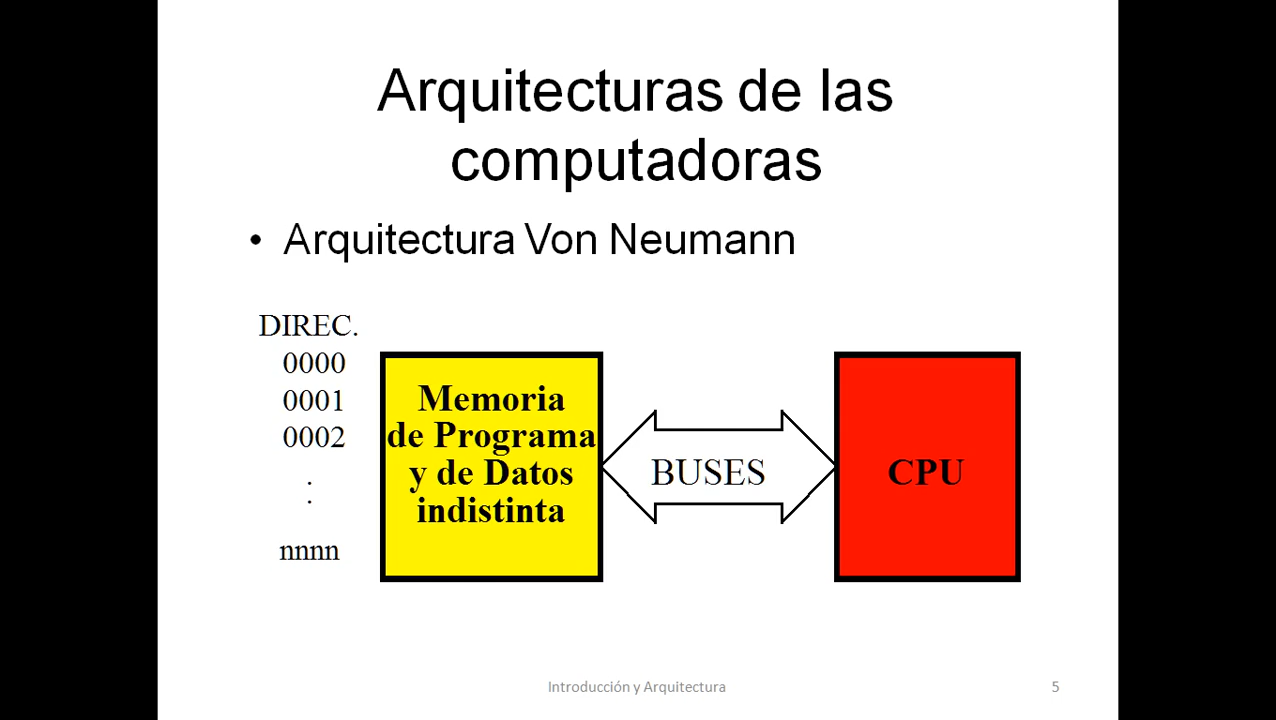 Arquitecturas de las
computadoras
• Arquitectura Von Neumann
DIREC.
0000
0001
0002
:
nnnn
Memoria
de Programa
y de Datos
indistinta
BUSES
CPU
Introducción y Arquitectura
5